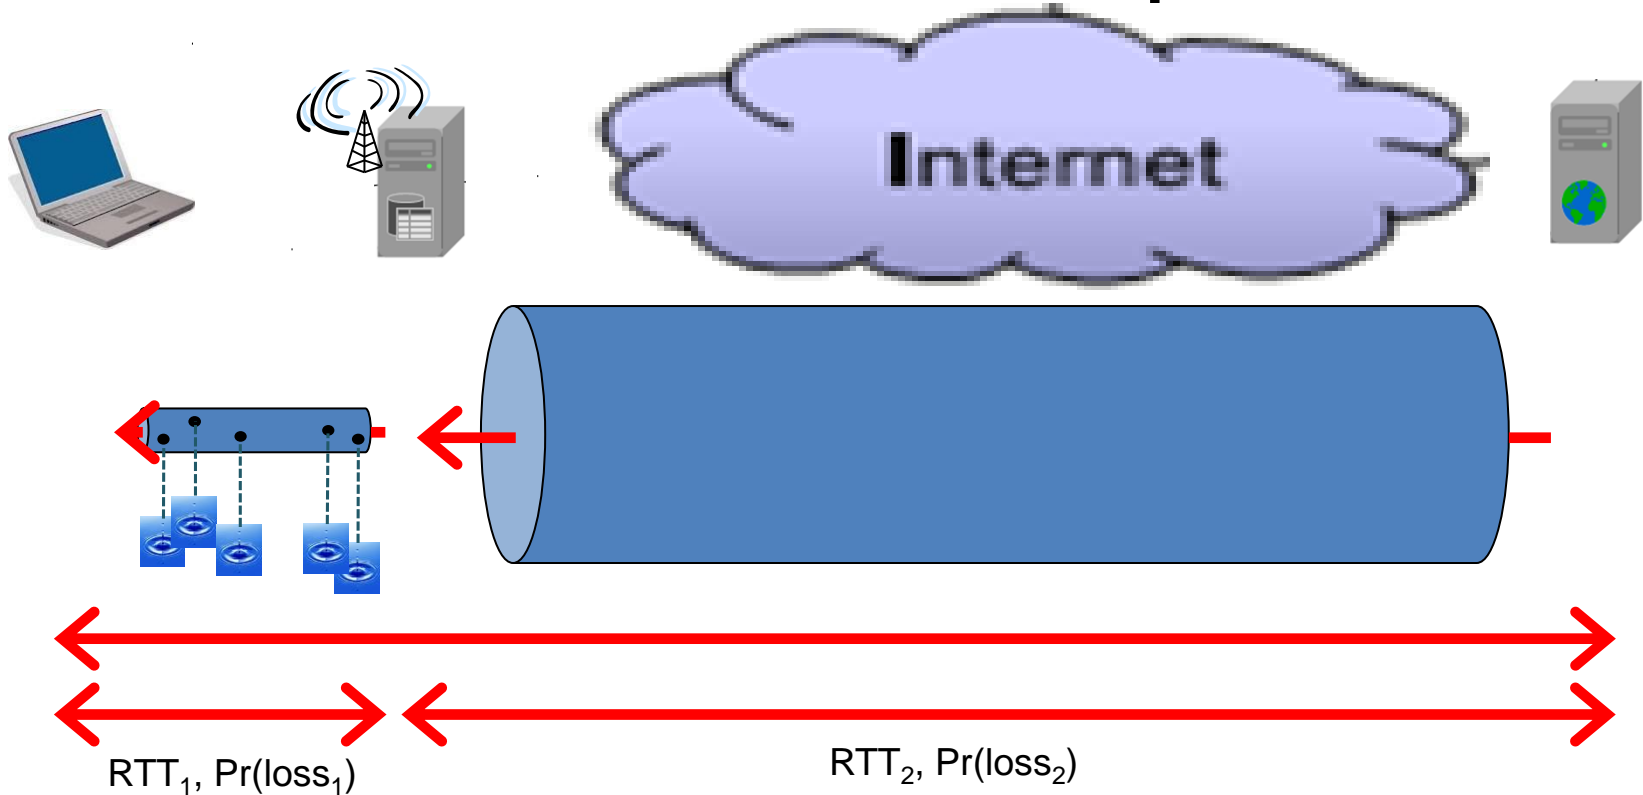 Internet
RTT₁, Pr(loss₁)
RTT₂, Pr(loss₂)